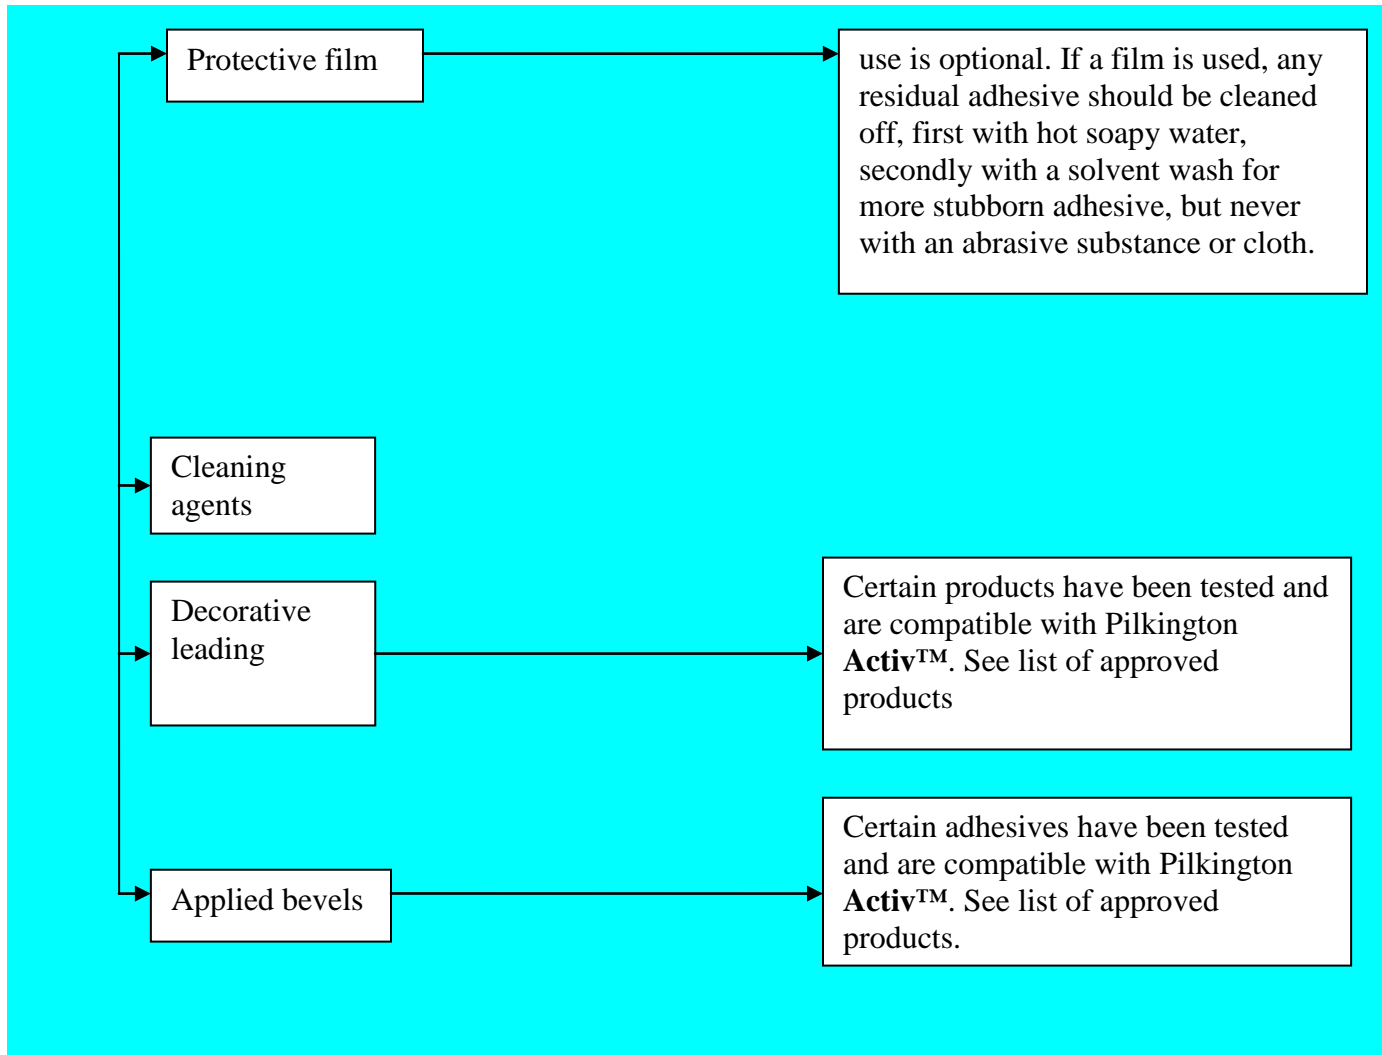 Protective film
use is optional. If a film is used, any
residual adhesive should be cleaned
off, first with hot soapy water,
secondly with a solvent wash for
more stubborn adhesive, but never
with an abrasive substance or cloth.
Cleaning
agents
Decorative
leading
Certain products have been tested and
are compatible with Pilkington
Activ™. See list of approved
products
Applied bevels
Certain adhesives have been tested
and are compatible with Pilkington
Activ™. See list of approved
products.